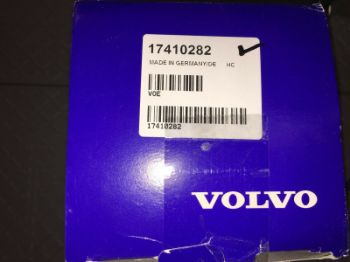 17410282
MADE IN GERMANY/DE HC
VOE
17410282
VOLVO